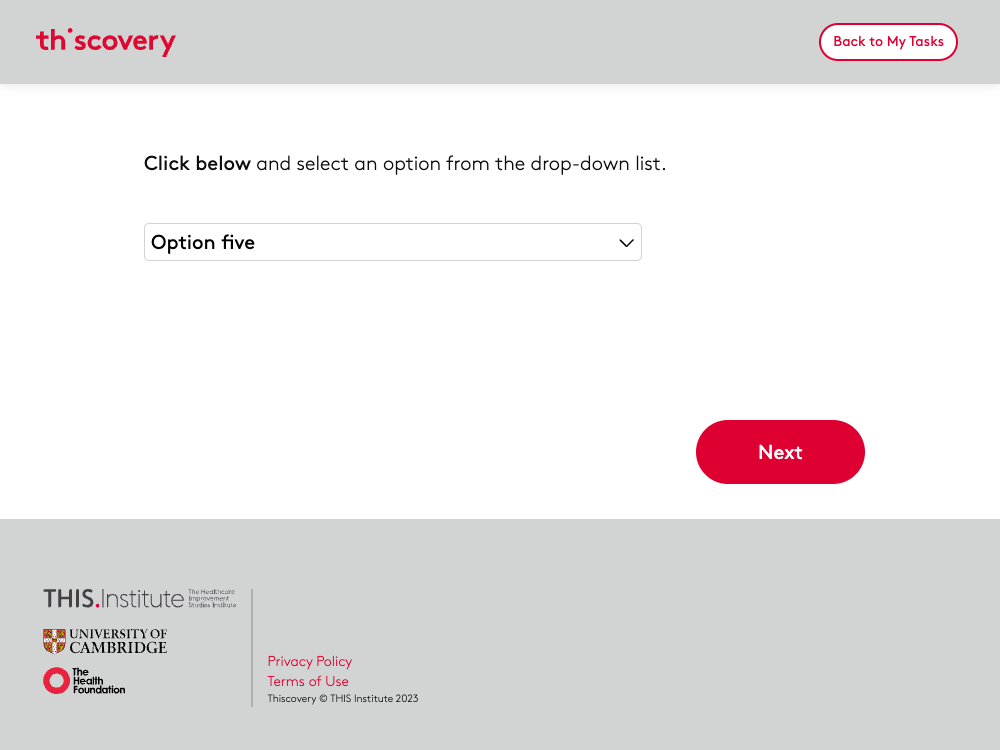 th·scovery
Back to My Tasks
Click below and select an option from the drop-down list.
Option five
Next
THIS.Institute
The Healthcare
Improvement
Studies Institute
UNIVERSITY OF
CAMBRIDGE
The
Health
Foundation
Privacy Policy
Terms of Use
Thiscovery © THIS Institute 2023